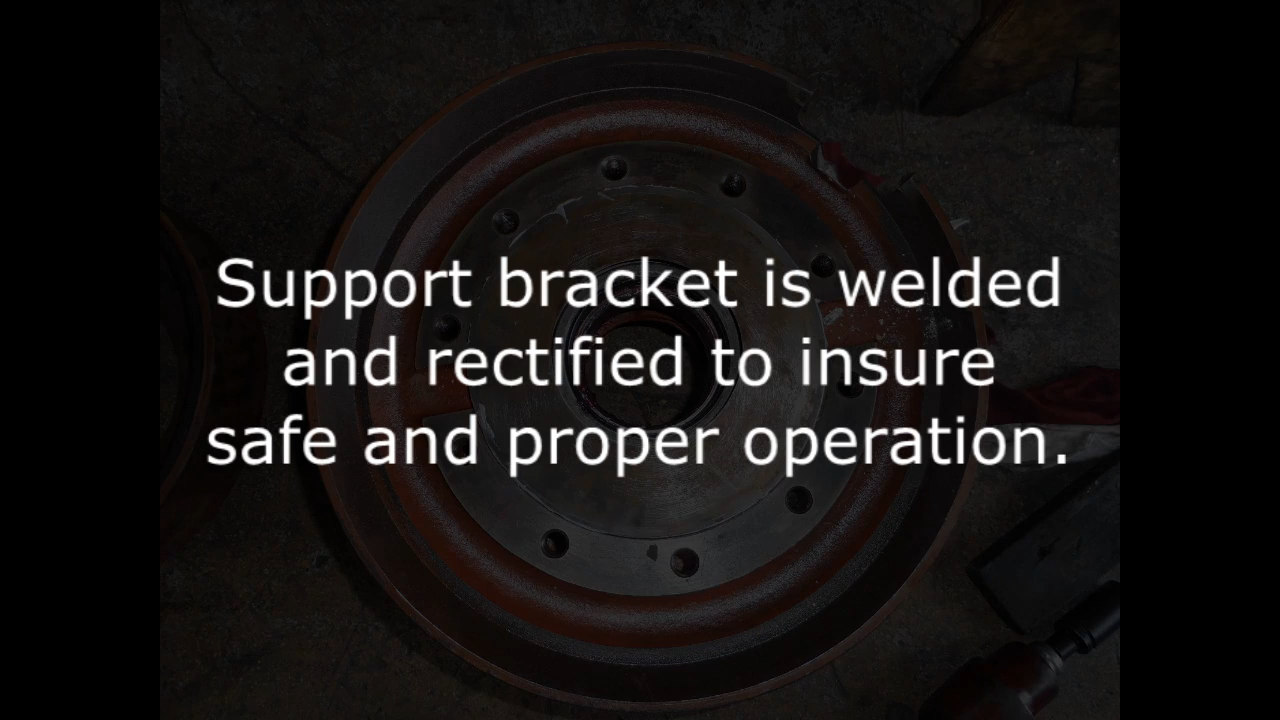 Support bracket is welded
and rectified to insure
safe and proper operation.